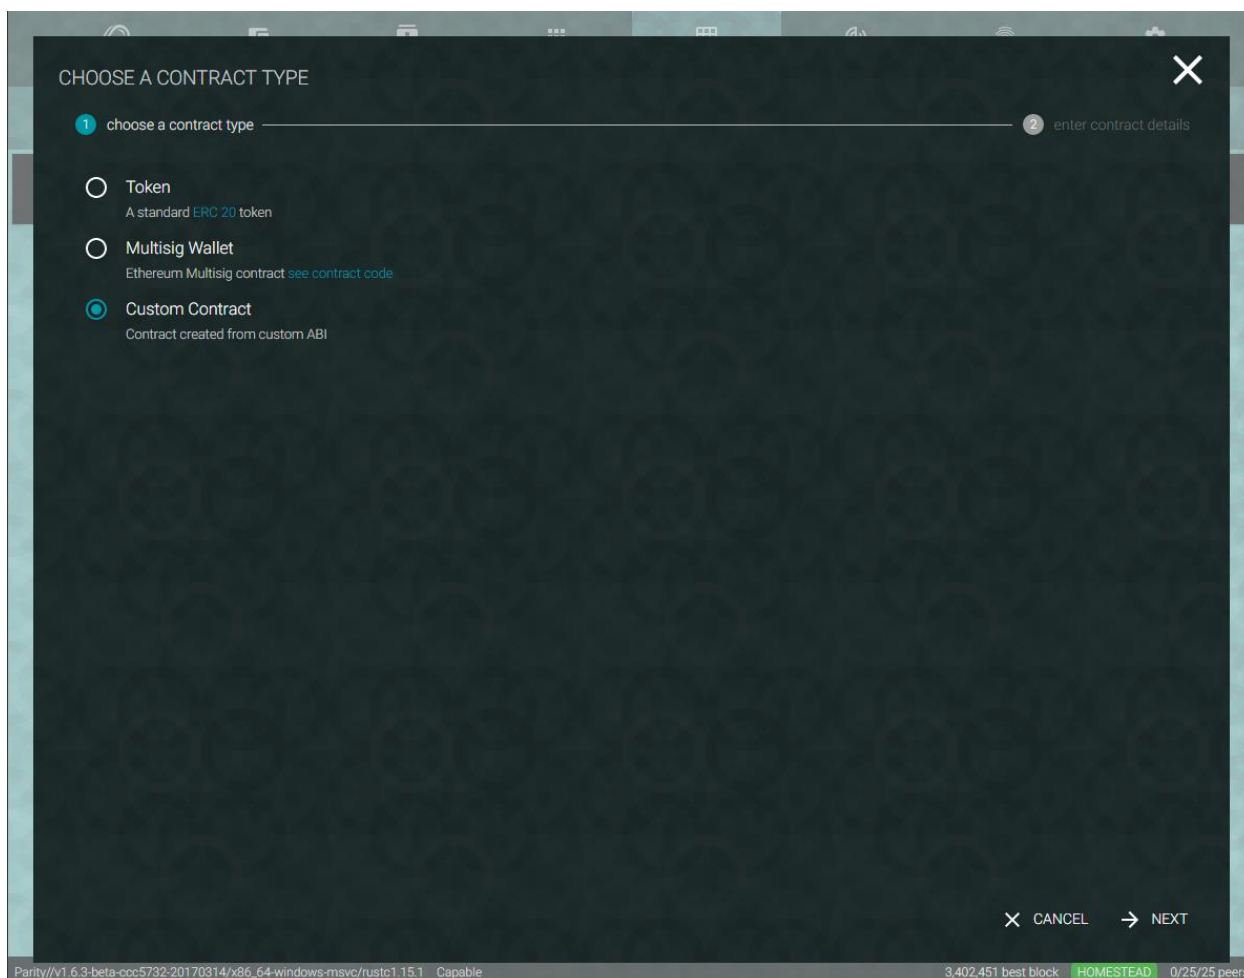 CHOOSE A CONTRACT TYPE
1 choose a contract type 2 enter contract details
Token
A standard ERC 20 token
Multisig Wallet
Ethereum Multisig contract see contract code
Custom Contract
Contract created from custom ABI
CANCEL NEXT
Parity//v1.6.3-beta-ccc5732-20170314/x86_64-windows-msvc/rustc1.15.1 Capable 3,402,451 best block HOMESTEAD 0/25/25 peer